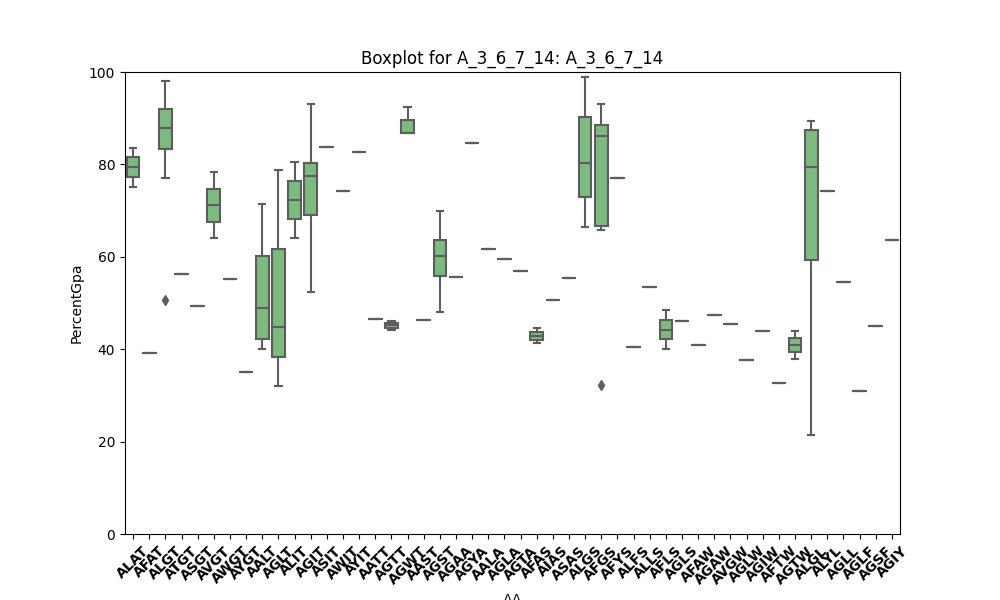 Boxplot for A_3_6_7_14: A_3_6_7_14
PercentGpa
100
80
60
40
20
0
ALAT
AFAT
ALGT
ATGT
ASGT
AVGT
AWGT
AYGT
AALT
AGLT
ALIT
AGIT
ASIT
AWIT
AYIT
AATT
AGTT
AGWT
AAST
AGST
AGAA
AGYA
AALA
AGLA
AGTA
AFAS
AIAS
ASAS
ALGS
AFGS
AFYS
ALFS
ALLS
AFLS
AGLS
AFAW
AGAW
AVGW
AGLW
AGIW
AFTW
AGTW
ALGL
ALYL
AGLL
AGLF
AGSF
AGIY
AA